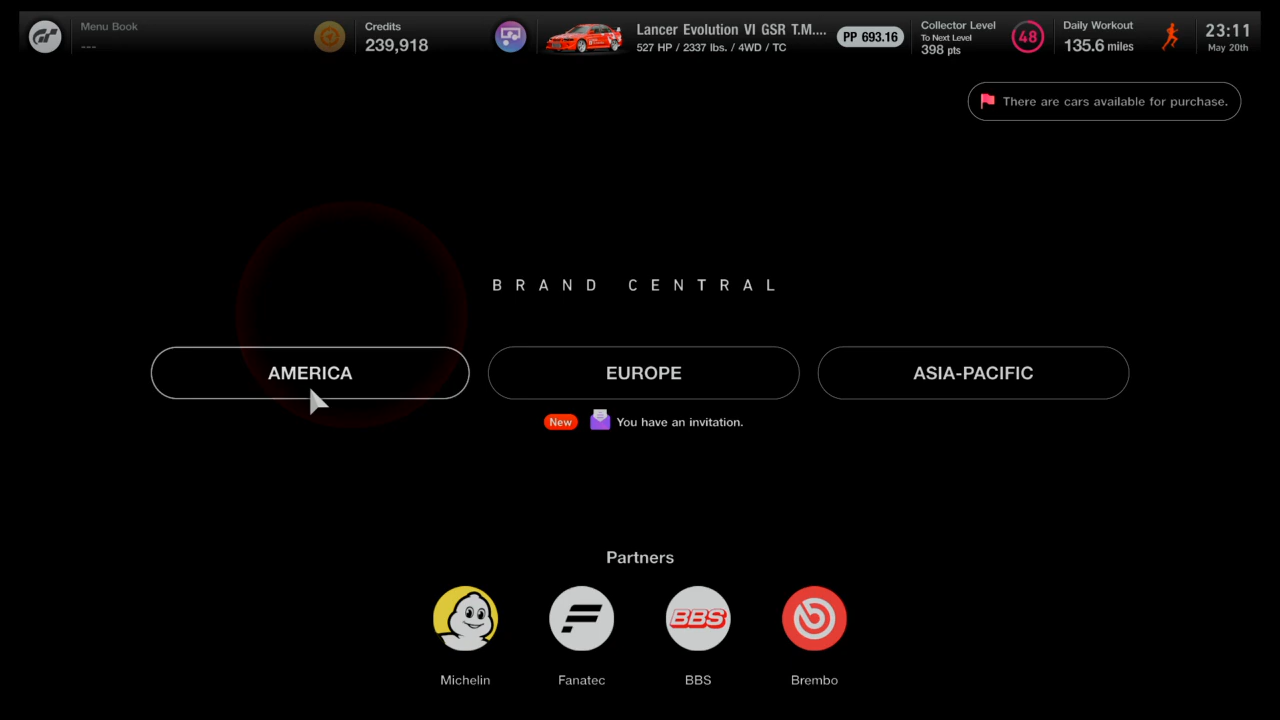 Menu Book
---
Credits
239,918
Lancer Evolution VI GSR T.M....
527 HP / 2337 lbs. / 4WD / TC
PP 693.16
Collector Level
To Next Level
398 pts
48
Daily Workout
135.6 miles
23:11
May 20th
There are cars available for purchase.
BRAND CENTRAL
AMERICA
EUROPE
ASIA-PACIFIC
New
You have an invitation.
Partners
BBS
Michelin
Fanatec
BBS
Brembo